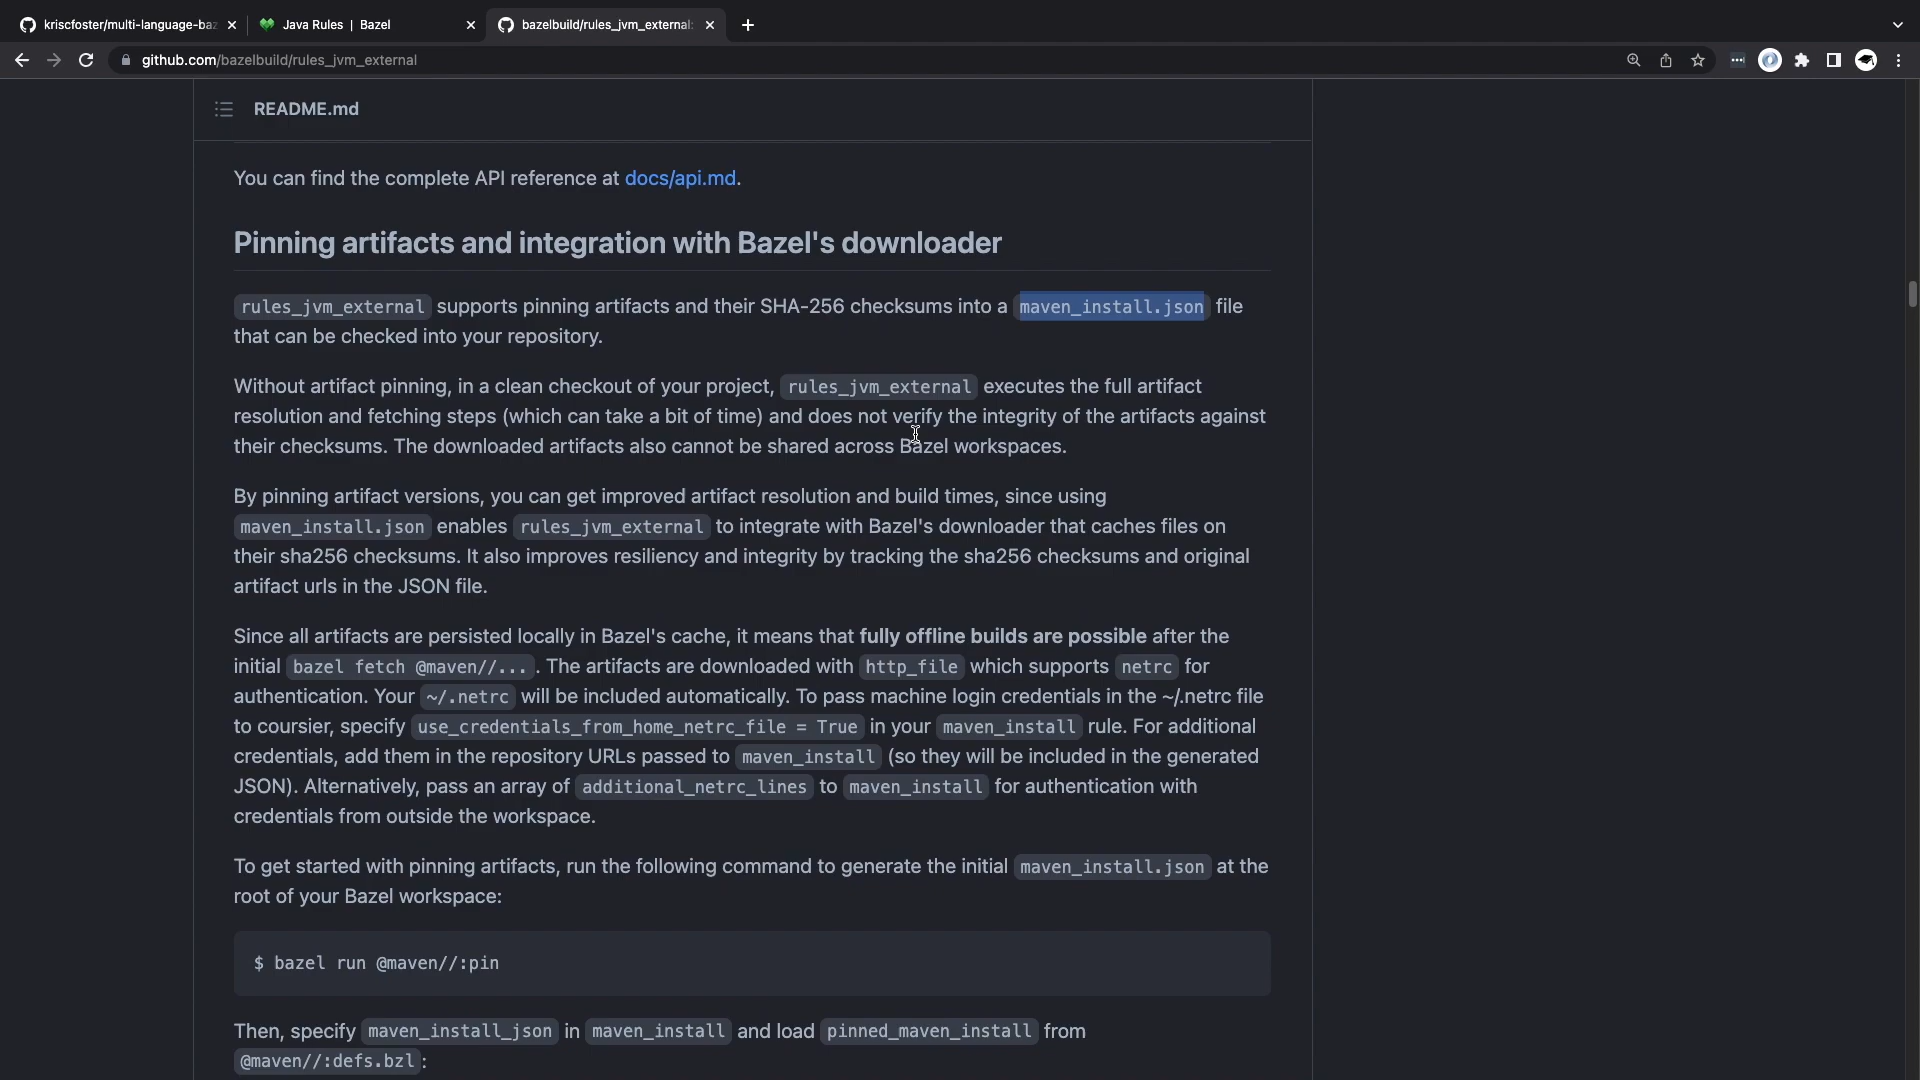 kriscfoster/multi-language-baz
Java Rules | Bazel
bazelbuild/rules_jvm_external:
github.com/bazelbuild/rules_jvm_external
README.md
You can find the complete API reference at docs/api.md.
Pinning artifacts and integration with Bazel's downloader
rules_jvm_external supports pinning artifacts and their SHA-256 checksums into a maven_install.json file
that can be checked into your repository.
Without artifact pinning, in a clean checkout of your project, rules_jvm_external executes the full artifact
resolution and fetching steps (which can take a bit of time) and does not verify the integrity of the artifacts against
their checksums. The downloaded artifacts also cannot be shared across Bazel workspaces.
By pinning artifact versions, you can get improved artifact resolution and build times, since using
maven_install.json enables rules_jvm_external to integrate with Bazel's downloader that caches files on
their sha256 checksums. It also improves resiliency and integrity by tracking the sha256 checksums and original
artifact urls in the JSON file.
Since all artifacts are persisted locally in Bazel's cache, it means that fully offline builds are possible after the
initial bazel fetch @maven//... . The artifacts are downloaded with http_file which supports netrc for
authentication. Your ~/.netrc will be included automatically. To pass machine login credentials in the ~/.netrc file
to coursier, specify use_credentials_from_home_netrc_file = True in your maven_install rule. For additional
credentials, add them in the repository URLs passed to maven_install (so they will be included in the generated
JSON). Alternatively, pass an array of additional_netrc_lines to maven_install for authentication with
credentials from outside the workspace.
To get started with pinning artifacts, run the following command to generate the initial maven_install.json at the
root of your Bazel workspace:
$ bazel run @maven//:pin
Then, specify maven_install_json in maven_install and load pinned_maven_install from
@maven//:defs.bzl :